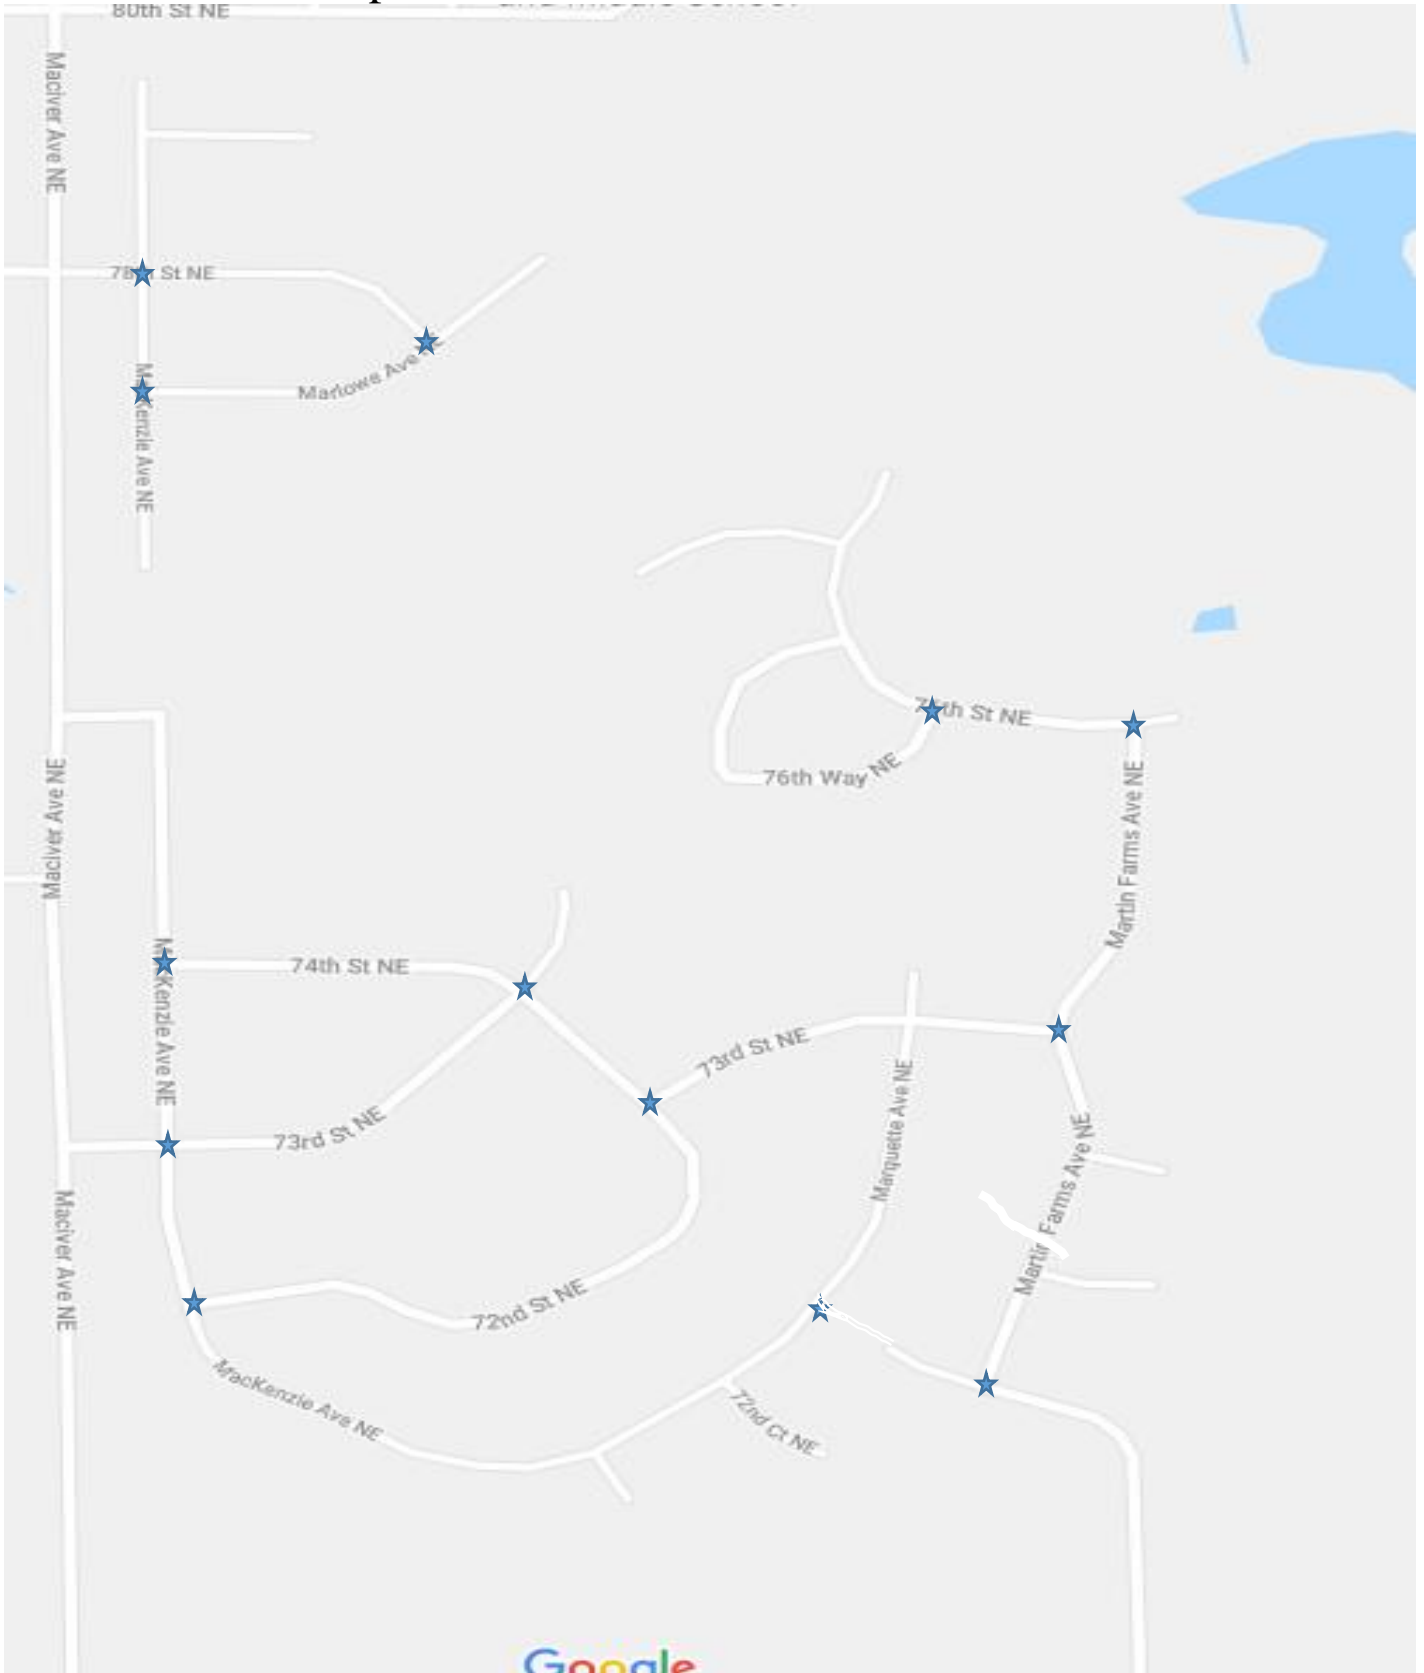 80th St NE
Maciver Ave NE
St NE
Marlowe Ave
Kenzie Ave NE
th St NE
76th Way NE
Maciver Ave NE
Martin Farms Ave NE
74th St NE
Kenzie Ave NE
73rd St NE
73rd St NE
Marquette Ave NE
Martin Farms Ave NE
Maciver Ave NE
72nd St NE
MacKenzie Ave NE
72nd Ct NE
Google